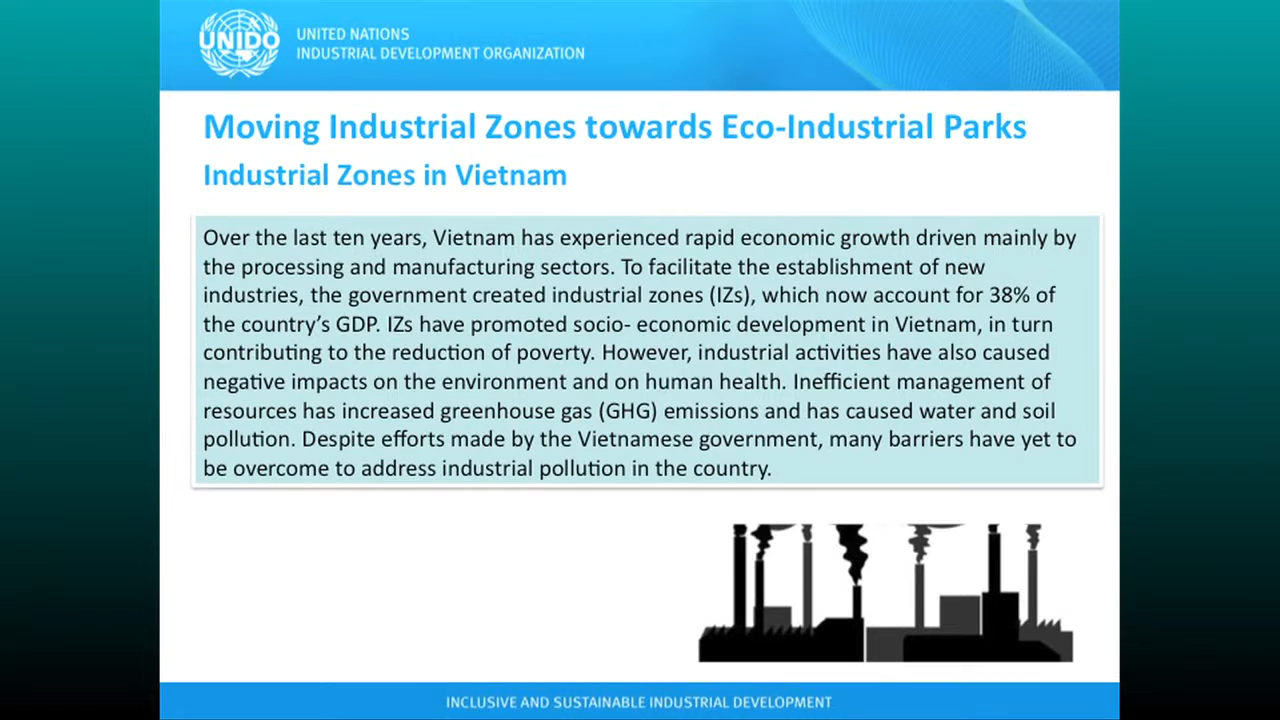 UNIDO
UNITED NATIONS
INDUSTRIAL DEVELOPMENT ORGANIZATION
Moving Industrial Zones towards Eco-Industrial Parks
Industrial Zones in Vietnam
Over the last ten years, Vietnam has experienced rapid economic growth driven mainly by
the processing and manufacturing sectors. To facilitate the establishment of new
industries, the government created industrial zones (IZs), which now account for 38% of
the country’s GDP. IZs have promoted socio- economic development in Vietnam, in turn
contributing to the reduction of poverty. However, industrial activities have also caused
negative impacts on the environment and on human health. Inefficient management of
resources has increased greenhouse gas (GHG) emissions and has caused water and soil
pollution. Despite efforts made by the Vietnamese government, many barriers have yet to
be overcome to address industrial pollution in the country.
INCLUSIVE AND SUSTAINABLE INDUSTRIAL DEVELOPMENT